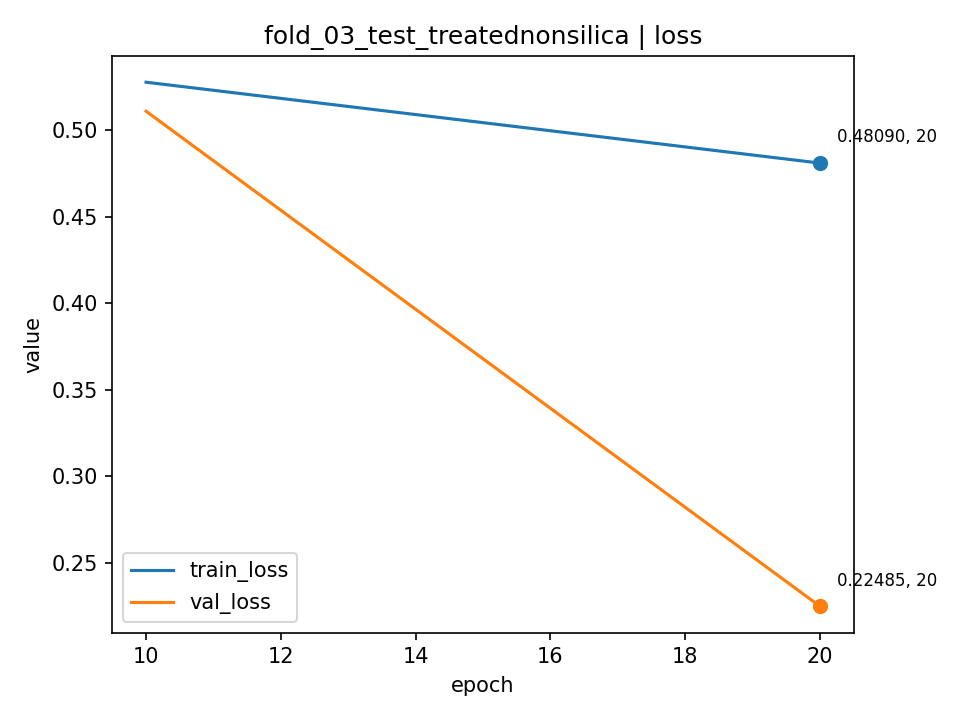 fold_03_test_treatednonsilica | loss
value
0.50
0.45
0.40
0.35
0.30
0.25
0.48090, 20
0.22485, 20
train_loss
val_loss
10 12 14 16 18 20
epoch